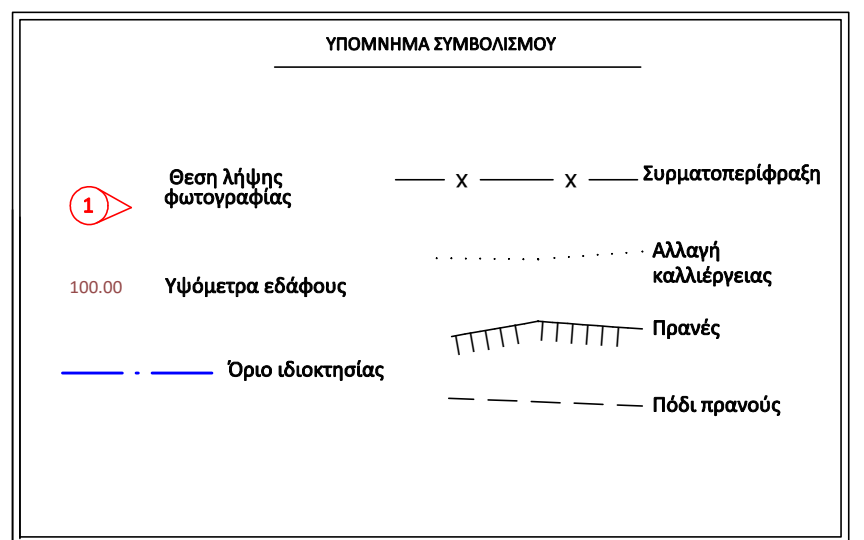 ΥΠΟΜΝΗΜΑ ΣΥΜΒΟΛΙΣΜΟΥ
1
Θεση λήψης
φωτογραφίας
100.00
Υψόμετρα εδάφους
Όριο ιδιοκτησίας
x x
Συρματοπερίφραξη
Αλλαγή
καλλιέργειας
Πρανές
Πόδι πρανούς